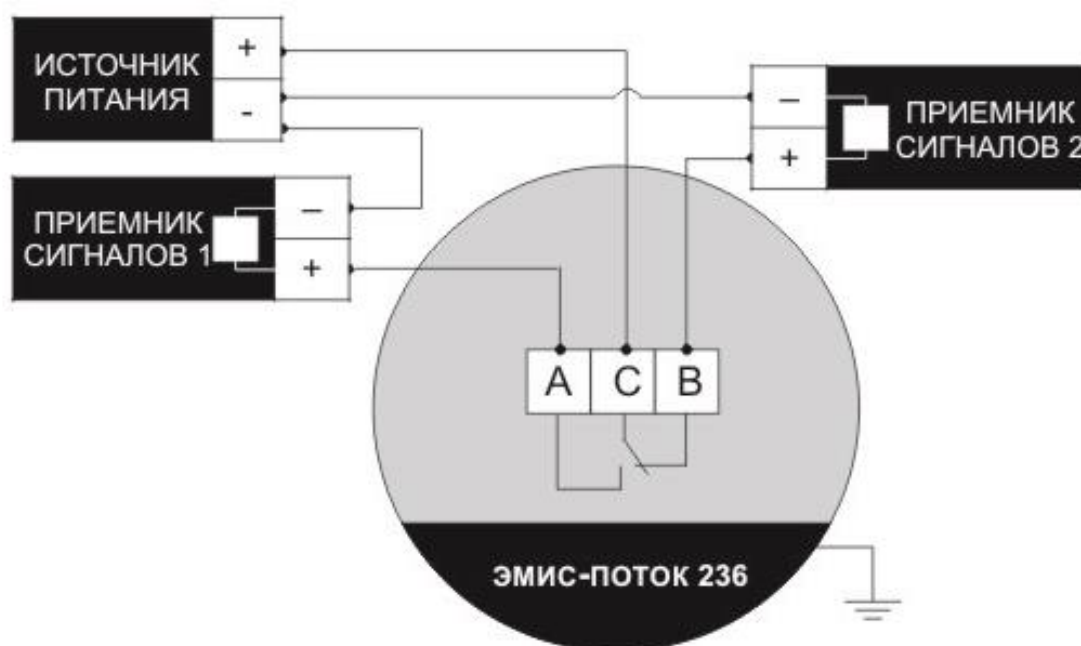 ИСТОЧНИК
ПИТАНИЯ
+
-
–
+
ПРИЕМНИК
СИГНАЛОВ 2
ПРИЕМНИК
СИГНАЛОВ 1
–
+
A C B
ЭМИС-ПОТОК 236